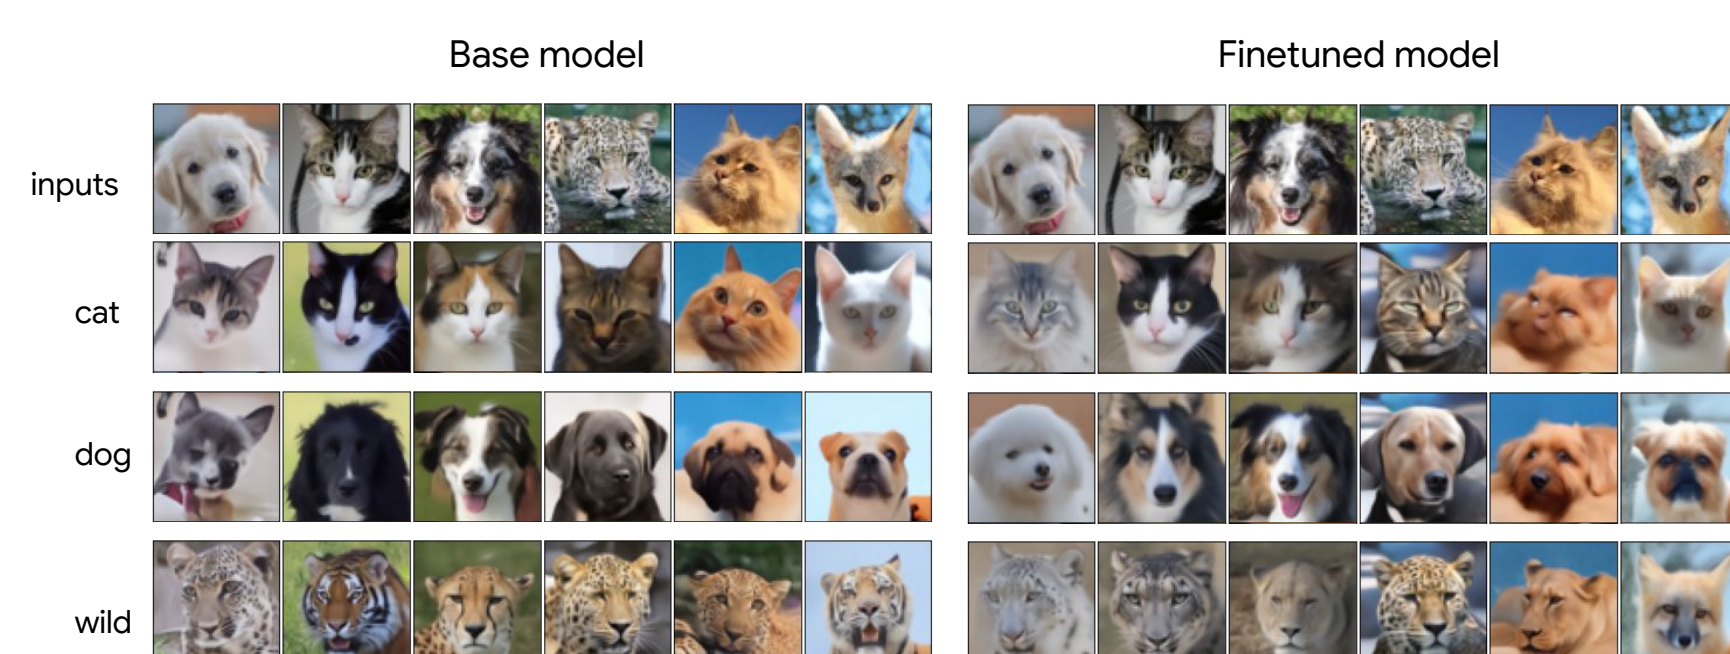 Base model
Finetuned model
inputs
cat
dog
wild